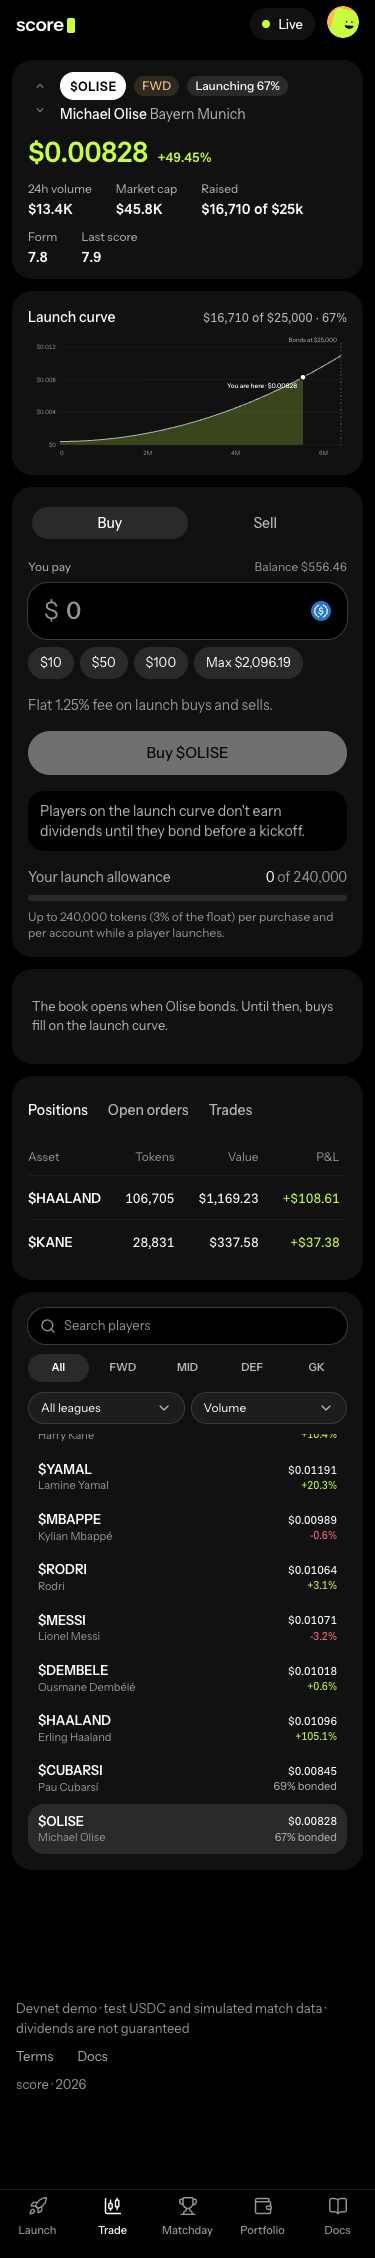 score
Live
$OLISE FWD Launching 67%
Michael Olise Bayern Munich
$0.00828 +49.45%
24h volume Market cap Raised
$13.4K $45.8K $16,710 of $25k
Form Last score
7.8 7.9
Launch curve $16,710 of $25,000 · 67%
Bonds at $25,000
$0.012
$0.008
You are here · $0.00828
$0.004
$0
0 2M 4M 6M
Buy Sell
You pay Balance $556.46
$ 0
$10 $50 $100 Max $2,096.19
Flat 1.25% fee on launch buys and sells.
Buy $OLISE
Players on the launch curve don't earn
dividends until they bond before a kickoff.
Your launch allowance 0 of 240,000
Up to 240,000 tokens (3% of the float) per purchase and
per account while a player launches.
The book opens when Olise bonds. Until then, buys
fill on the launch curve.
Positions Open orders Trades
Asset Tokens Value P&L
$HAALAND 106,705 $1,169.23 +$108.61
$KANE 28,831 $337.58 +$37.38
Search players
All FWD MID DEF GK
All leagues Volume
Harry Kane +10.4%
$YAMAL $0.01191
Lamine Yamal +20.3%
$MBAPPE $0.00989
Kylian Mbappé -0.6%
$RODRI $0.01064
Rodri +3.1%
$MESSI $0.01071
Lionel Messi -3.2%
$DEMBELE $0.01018
Ousmane Dembélé +0.6%
$HAALAND $0.01096
Erling Haaland +105.1%
$CUBARSI $0.00845
Pau Cubarsí 69% bonded
$OLISE $0.00828
Michael Olise 67% bonded
Devnet demo · test USDC and simulated match data ·
dividends are not guaranteed
Terms Docs
score · 2026
Launch Trade Matchday Portfolio Docs